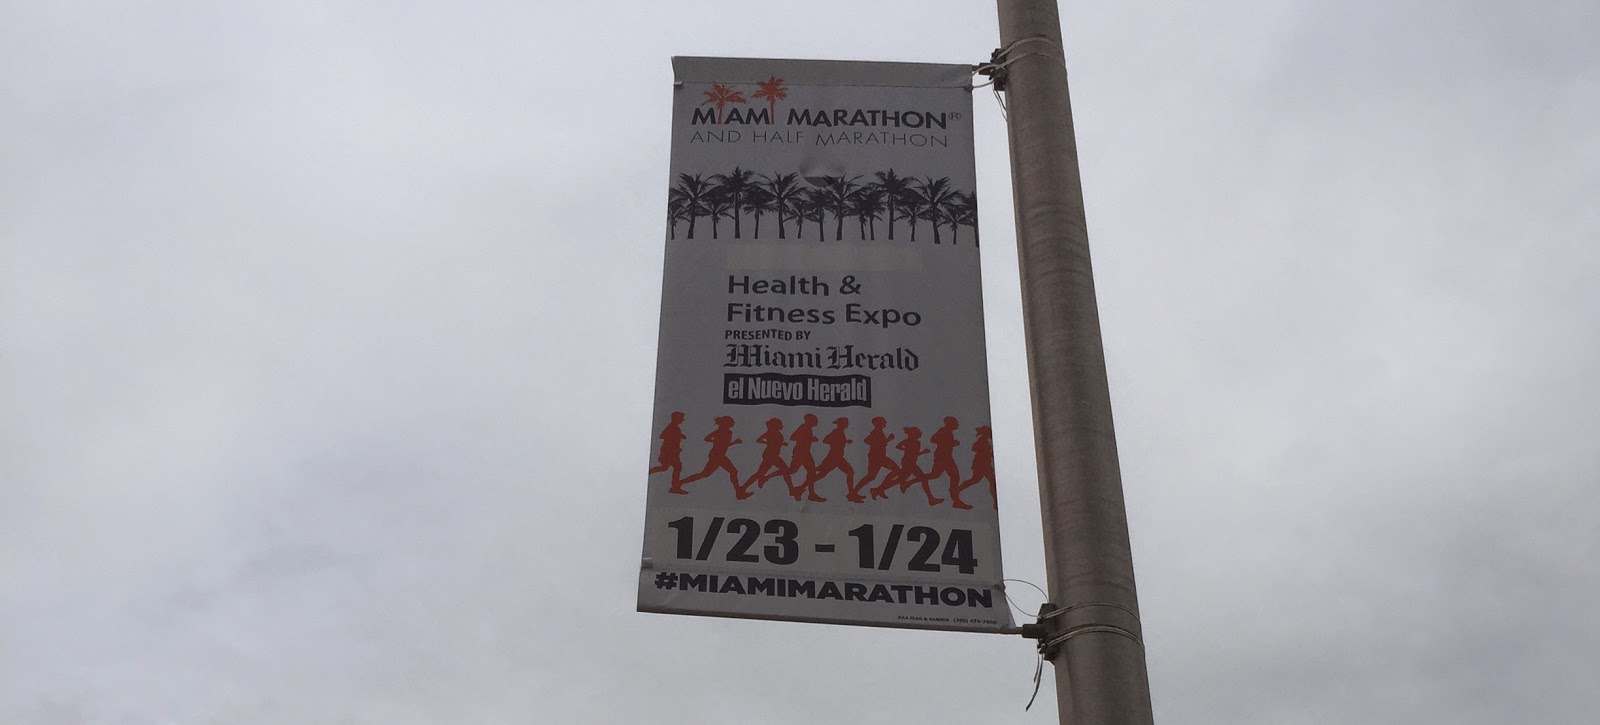 MIAMI MARATHON®
AND HALF MARATHON
Health &
Fitness Expo
PRESENTED BY
Miami Herald
el Nuevo Herald
1/23 - 1/24
#MIAMIMARATHON